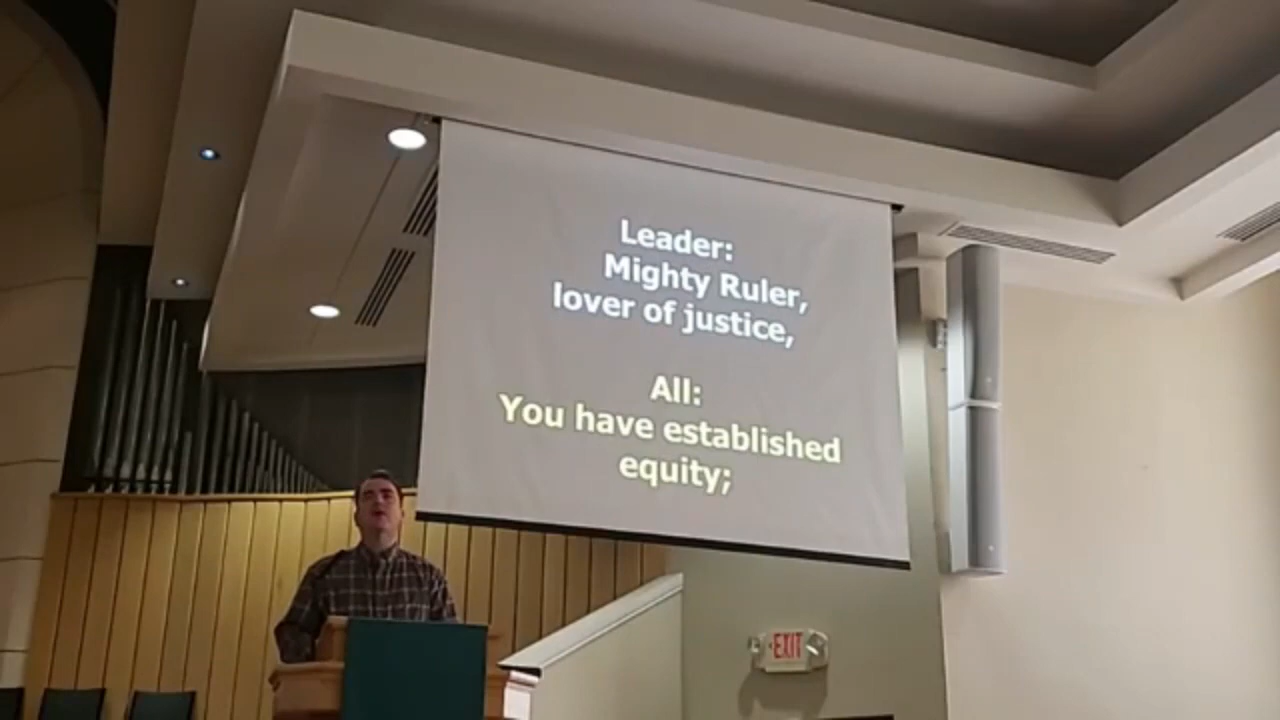 Leader:
Mighty Ruler,
lover of justice,
All:
You have established
equity;
EXIT